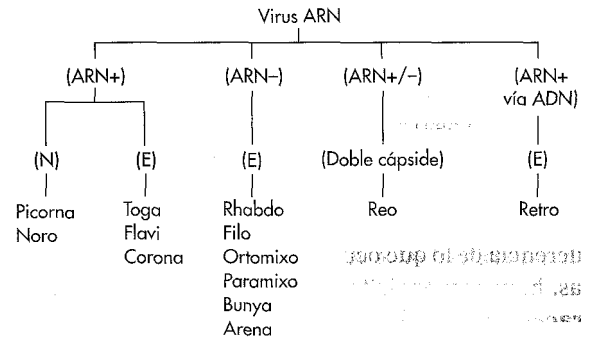 Virus ARN
(ARN+) (ARN–) (ARN+/–) (ARN+
vía ADN)
(N) (E) (E) (Doble cápside) (E)
Picorna Toga Rhabdo Reo Retro
Noro Flavi Filo
Corona Ortomixo
Paramixo
Bunya
Arena